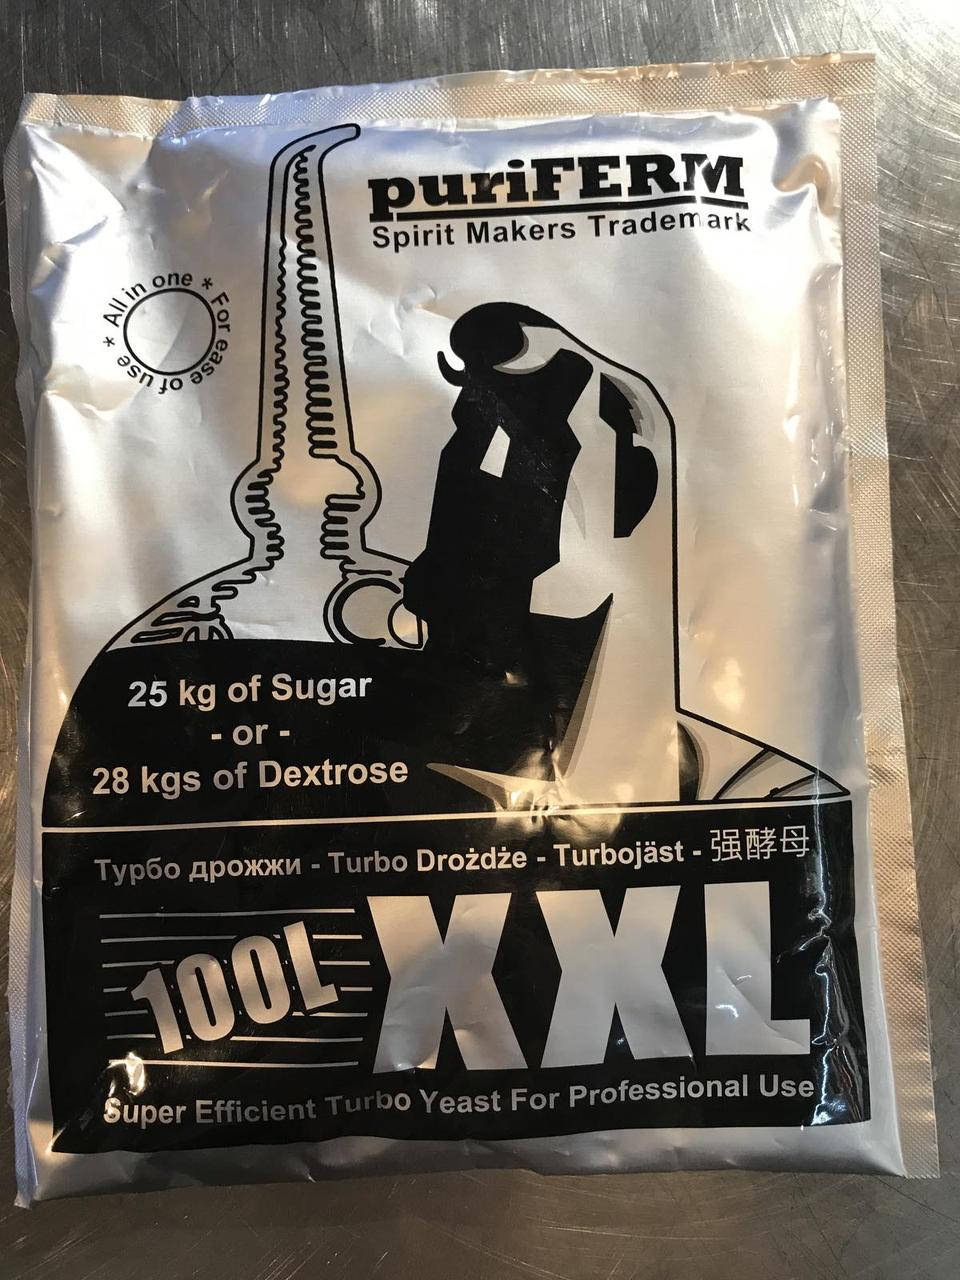 puriFERM
Spirit Makers Trademark
* All in one * For ease of use
25 kg of Sugar
- or -
28 kgs of Dextrose
Турбо дрожжи - Turbo Drożdże - Turbojäst - 强酵母
100L XXL
Super Efficient Turbo Yeast For Professional Use